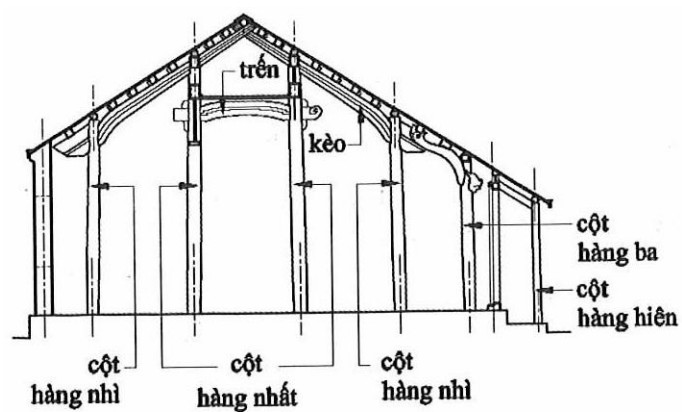 trến
kèo
cột
hàng ba
cột
hàng hiên
cột
hàng nhì
cột
hàng nhất
cột
hàng nhì